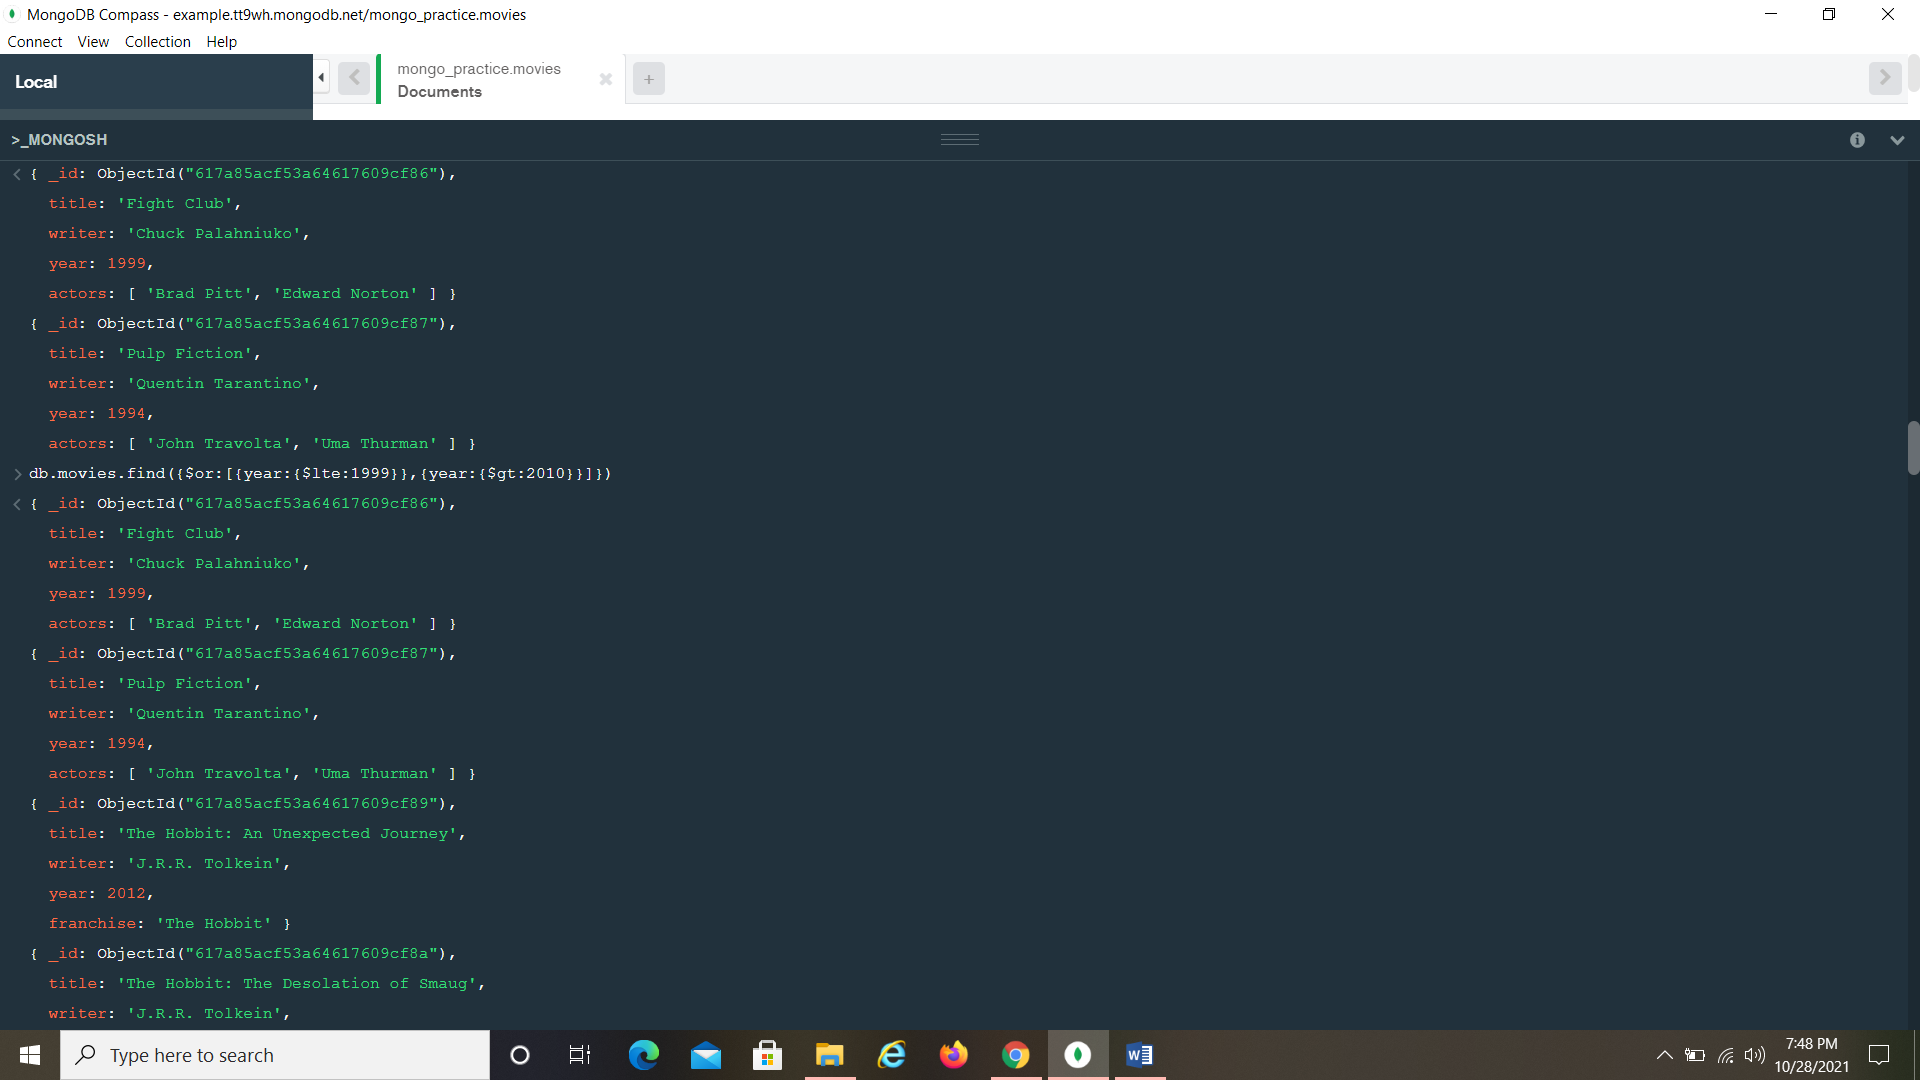 MongoDB Compass - example.tt9wh.mongodb.net/mongo_practice.movies
Connect View Collection Help
Local
mongo_practice.movies
Documents
>_MONGOSH
{ _id: ObjectId("617a85acf53a64617609cf86"),
title: 'Fight Club',
writer: 'Chuck Palahniuko',
year: 1999,
actors: [ 'Brad Pitt', 'Edward Norton' ] }
{ _id: ObjectId("617a85acf53a64617609cf87"),
title: 'Pulp Fiction',
writer: 'Quentin Tarantino',
year: 1994,
actors: [ 'John Travolta', 'Uma Thurman' ] }
db.movies.find({$or:[{year:{$lte:1999}},{year:{$gt:2010}}]})
{ _id: ObjectId("617a85acf53a64617609cf86"),
title: 'Fight Club',
writer: 'Chuck Palahniuko',
year: 1999,
actors: [ 'Brad Pitt', 'Edward Norton' ] }
{ _id: ObjectId("617a85acf53a64617609cf87"),
title: 'Pulp Fiction',
writer: 'Quentin Tarantino',
year: 1994,
actors: [ 'John Travolta', 'Uma Thurman' ] }
{ _id: ObjectId("617a85acf53a64617609cf89"),
title: 'The Hobbit: An Unexpected Journey',
writer: 'J.R.R. Tolkein',
year: 2012,
franchise: 'The Hobbit' }
{ _id: ObjectId("617a85acf53a64617609cf8a"),
title: 'The Hobbit: The Desolation of Smaug',
writer: 'J.R.R. Tolkein',
Type here to search
7:48 PM
10/28/2021